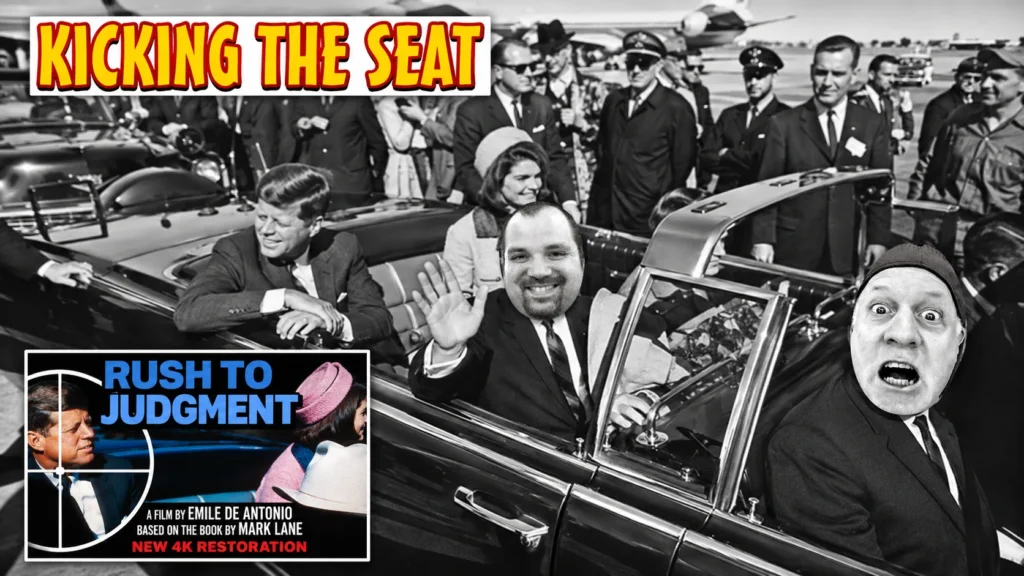 KICKING THE SEAT
RUSH TO
JUDGMENT
A FILM BY EMILE DE ANTONIO
BASED ON THE BOOK BY MARK LANE
NEW 4K RESTORATION